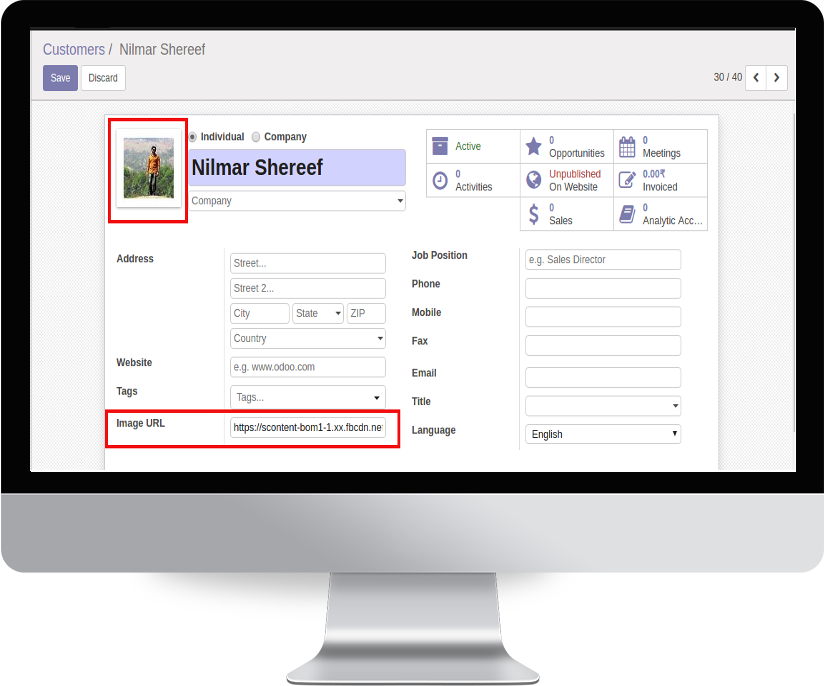 Customers / Nilmar Shereef
Save Discard
30 / 40
Individual Company
Nilmar Shereef
Company
Active
0
Opportunities
0
Meetings
0
Activities
Unpublished
On Website
0.00₹
Invoiced
0
Sales
0
Analytic Acc...
Address
Street...
Street 2...
City State ZIP
Country
Website e.g. www.odoo.com
Tags Tags...
Image URL https://scontent-bom1-1.xx.fbcdn.ne
Job Position e.g. Sales Director
Phone
Mobile
Fax
Email
Title
Language English